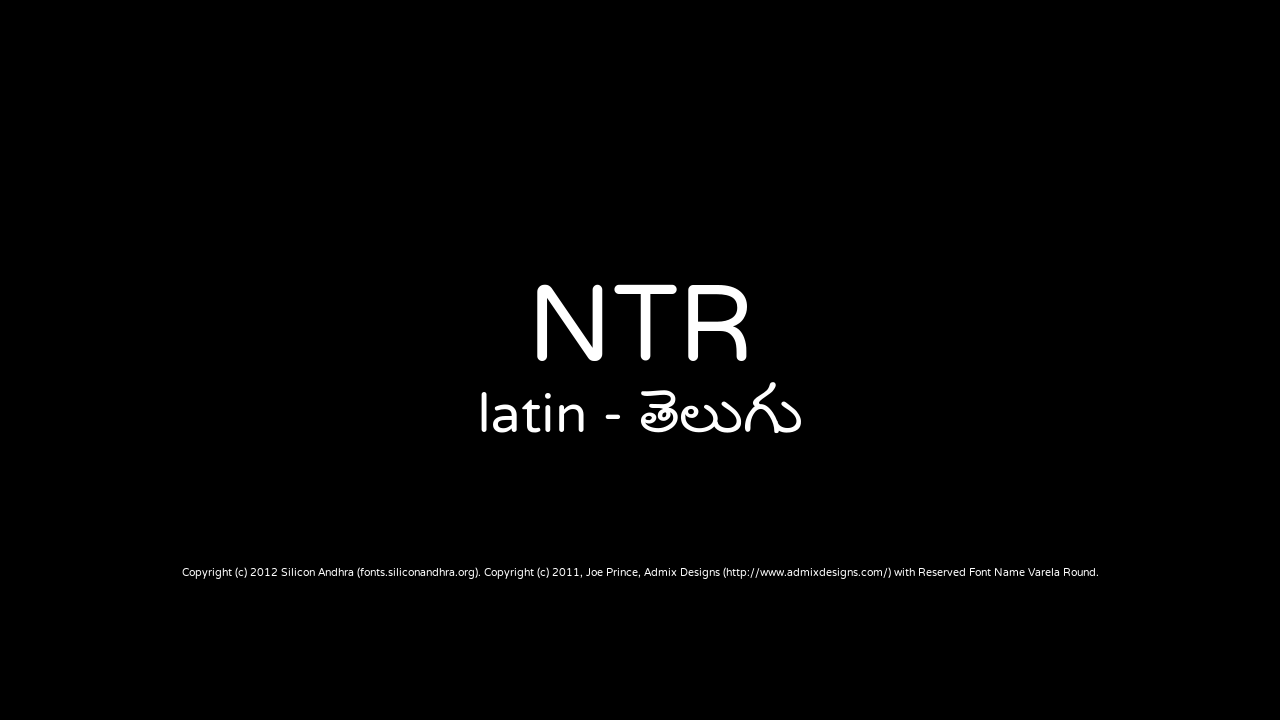 NTR
latin - తెలుగు
Copyright (c) 2012 Silicon Andhra (fonts.siliconandhra.org). Copyright (c) 2011, Joe Prince, Admix Designs (http://www.admixdesigns.com/) with Reserved Font Name Varela Round.